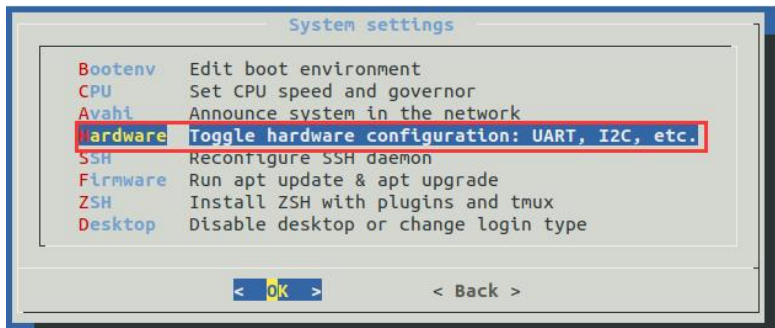 System settings
Bootenv Edit boot environment
CPU Set CPU speed and governor
Avahi Announce system in the network
Hardware Toggle hardware configuration: UART, I2C, etc.
SSH Reconfigure SSH daemon
Firmware Run apt update & apt upgrade
ZSH Install ZSH with plugins and tmux
Desktop Disable desktop or change login type
< OK > < Back >